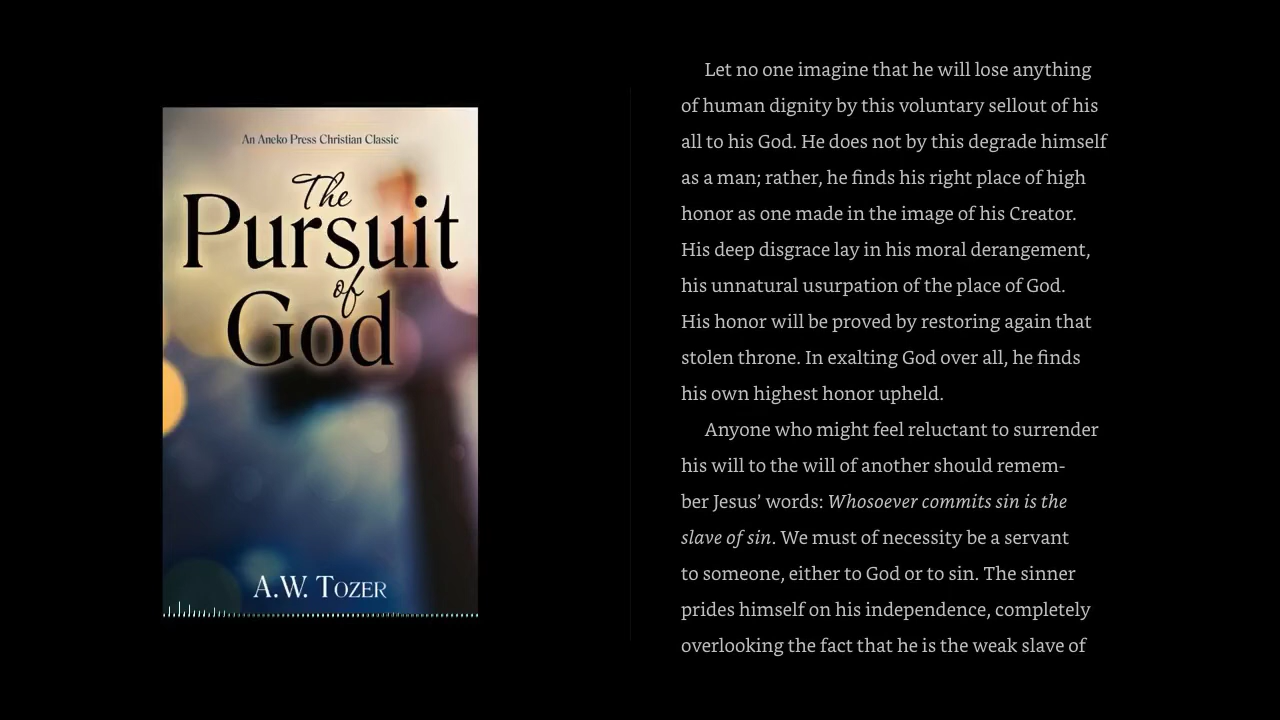 An Aneko Press Christian Classic
The
Pursuit
of
God
A.W. Tozer
Let no one imagine that he will lose anything
of human dignity by this voluntary sellout of his
all to his God. He does not by this degrade himself
as a man; rather, he finds his right place of high
honor as one made in the image of his Creator.
His deep disgrace lay in his moral derangement,
his unnatural usurpation of the place of God.
His honor will be proved by restoring again that
stolen throne. In exalting God over all, he finds
his own highest honor upheld.
Anyone who might feel reluctant to surrender
his will to the will of another should remem-
ber Jesus’ words: Whosoever commits sin is the
slave of sin. We must of necessity be a servant
to someone, either to God or to sin. The sinner
prides himself on his independence, completely
overlooking the fact that he is the weak slave of